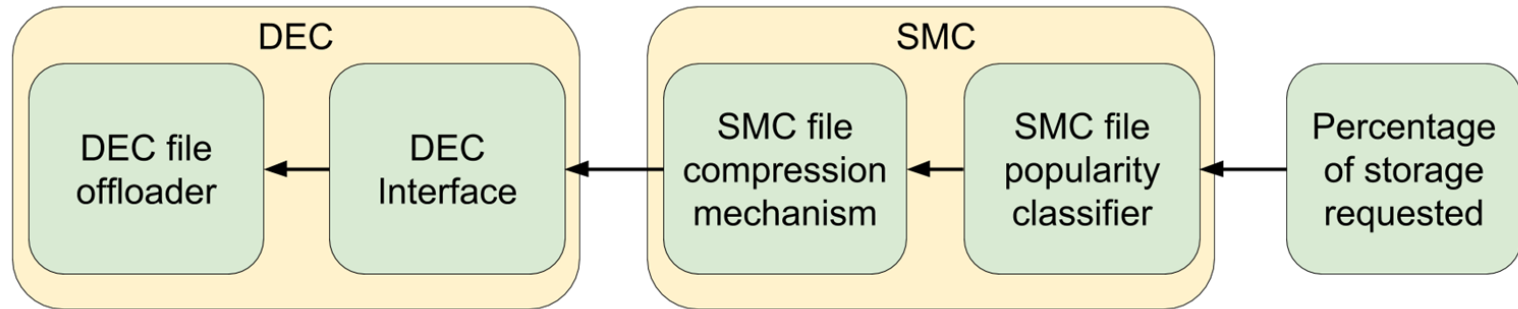 DEC
DEC file
offloader
DEC
Interface
SMC
SMC file
compression
mechanism
SMC file
popularity
classifier
Percentage
of storage
requested